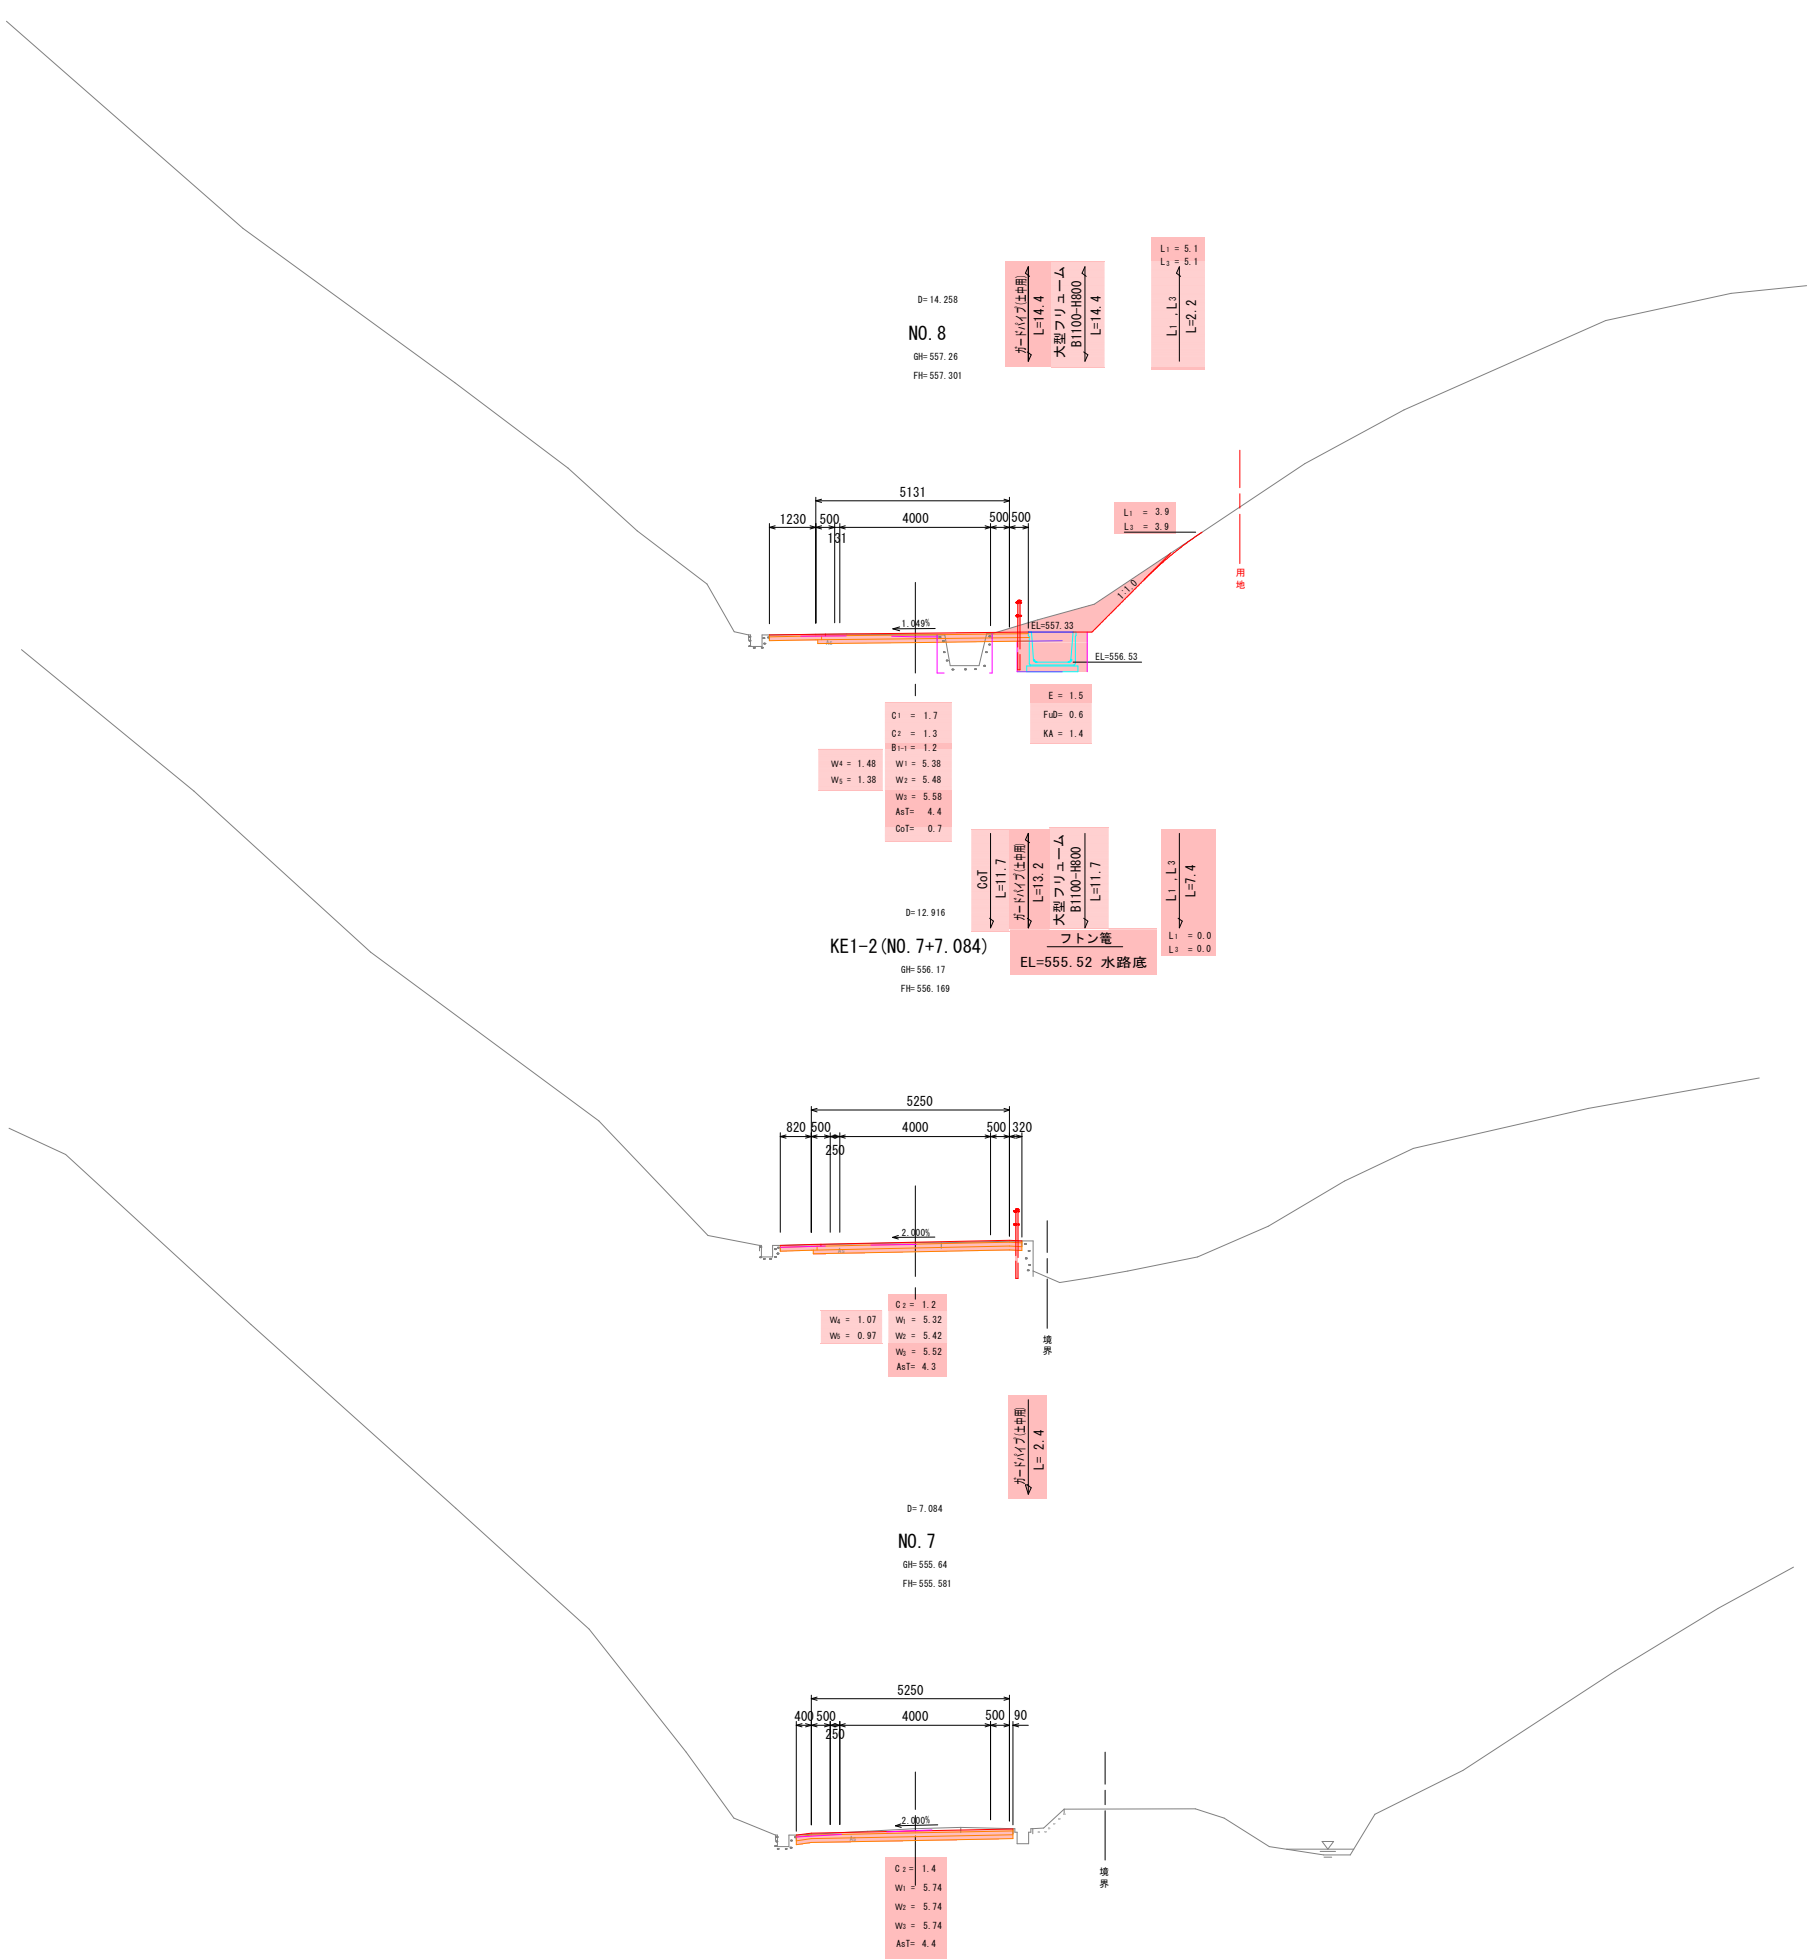 D= 14.258
NO. 8
GH= 557.26
FH= 557.301
ガードパイプ(土中用)
L=14.4
大型フリューム
B1100-H800
L=14.4
L1 = 5.1
L3 = 5.1
L1 , L3
L=2.2
5131
1230
500
131
4000
500
500
L1 = 3.9
L3 = 3.9
用地
1:1.0
1.049%
EL=557.33
EL=556.53
E = 1.5
FuD= 0.6
KA = 1.4
C1 = 1.7
C2 = 1.3
B1-1 = 1.2
W1 = 5.38
W2 = 5.48
W3 = 5.58
AsT= 4.4
CoT= 0.7
W4 = 1.48
W5 = 1.38
CoT
L=11.7
ガードパイプ(土中用)
L=13.2
大型フリューム
B1100-H800
L=11.7
L1 , L3
L=7.4
L1 = 0.0
L3 = 0.0
フトン篭
EL=555.52 水路底
D= 12.916
KE1-2(NO. 7+7.084)
GH= 556.17
FH= 556.169
5250
820
500
250
4000
500
320
2.000%
境界
C2 = 1.2
W1 = 5.32
W2 = 5.42
W3 = 5.52
AsT= 4.3
W4 = 1.07
W5 = 0.97
ガードパイプ(土中用)
L= 2.4
D= 7.084
NO. 7
GH= 555.64
FH= 555.581
5250
400
500
250
4000
500
90
2.000%
境界
C2 = 1.4
W1 = 5.74
W2 = 5.74
W3 = 5.74
AsT= 4.4